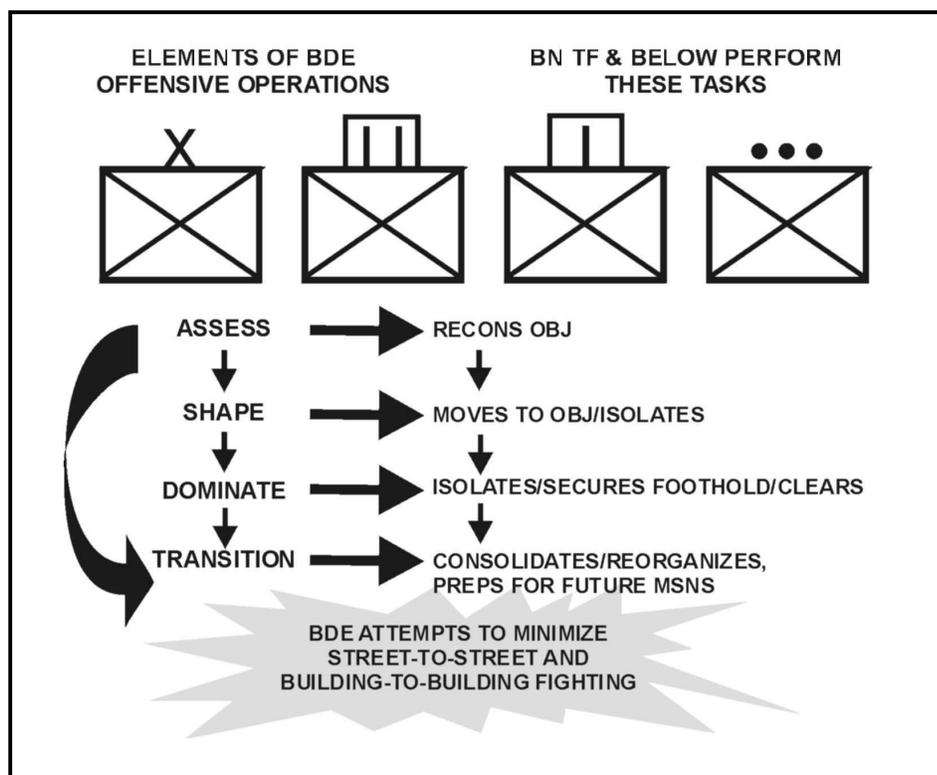 ELEMENTS OF BDE
OFFENSIVE OPERATIONS
BN TF & BELOW PERFORM
THESE TASKS
X
ASSESS
RECONS OBJ
SHAPE
MOVES TO OBJ/ISOLATES
DOMINATE
ISOLATES/SECURES FOOTHOLD/CLEARS
TRANSITION
CONSOLIDATES/REORGANIZES,
PREPS FOR FUTURE MSNS
BDE ATTEMPTS TO MINIMIZE
STREET-TO-STREET AND
BUILDING-TO-BUILDING FIGHTING